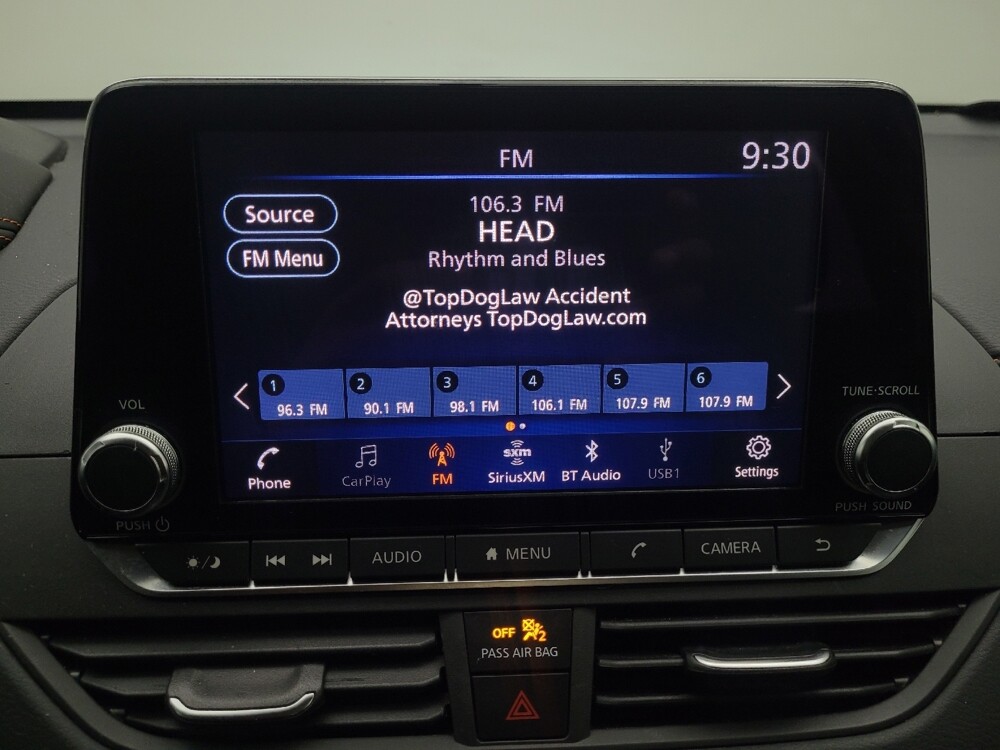 FM
9:30
Source
FM Menu
106.3 FM
HEAD
Rhythm and Blues
@TopDogLaw Accident
Attorneys TopDogLaw.com
1 2 3 4 5 6
96.3 FM 90.1 FM 98.1 FM 106.1 FM 107.9 FM 107.9 FM
VOL
TUNE·SCROLL
sxm
Phone CarPlay FM SiriusXM BT Audio USB1 Settings
PUSH
PUSH SOUND
AUDIO MENU CAMERA
OFF 2
PASS AIR BAG